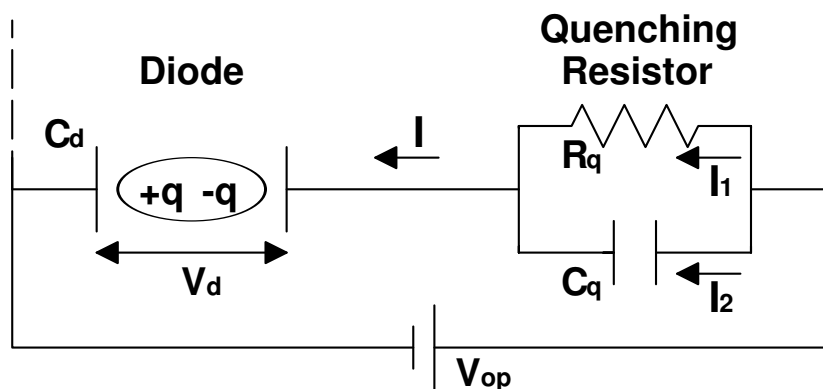 Quenching
Diode
Resistor
Cd
I
Rq
+q -q
I1
Vd
Cq
I2
Vop